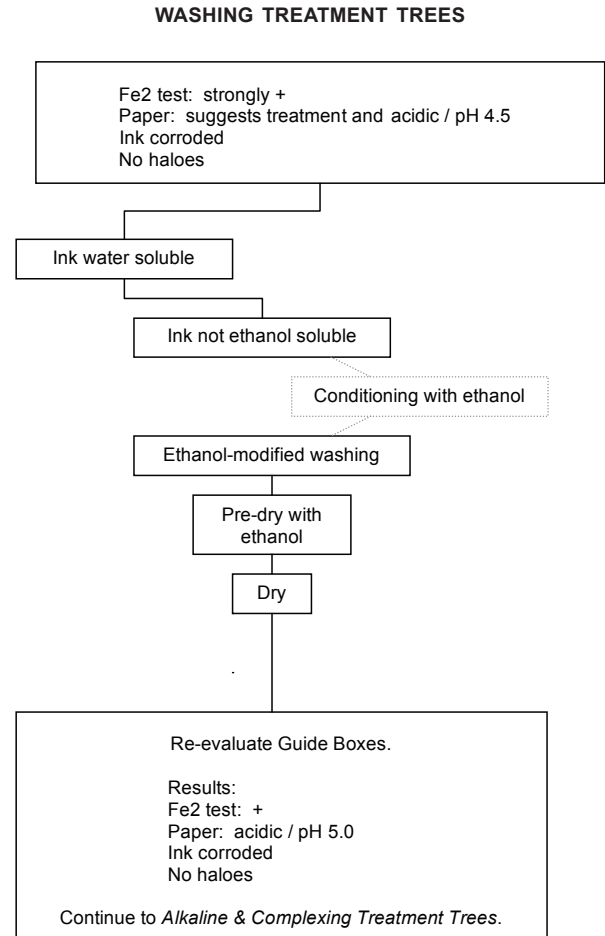 WASHING TREATMENT TREES
Fe2 test: strongly +
Paper: suggests treatment and acidic / pH 4.5
Ink corroded
No haloes
Ink water soluble
Ink not ethanol soluble
Conditioning with ethanol
Ethanol-modified washing
Pre-dry with
ethanol
Dry
.
Re-evaluate Guide Boxes.
Results:
Fe2 test: +
Paper: acidic / pH 5.0
Ink corroded
No haloes
Continue to Alkaline & Complexing Treatment Trees.